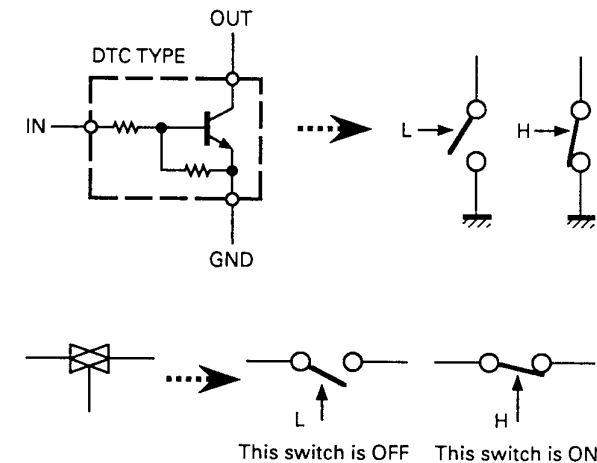 OUT
DTC TYPE
IN
L
H
GND
L
H
This switch is OFF
This switch is ON